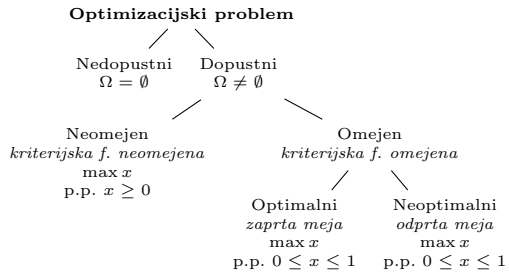 Optimizacijski problem
Nedopustni
Ω = ∅
Dopustni
Ω ≠ ∅
Neomejen
kriterijska f. neomejena
max x
p.p. x ≥ 0
Omejen
kriterijska f. omejena
Optimalni
zaprta meja
max x
p.p. 0 ≤ x ≤ 1
Neoptimalni
odprta meja
max x
p.p. 0 ≤ x ≤ 1